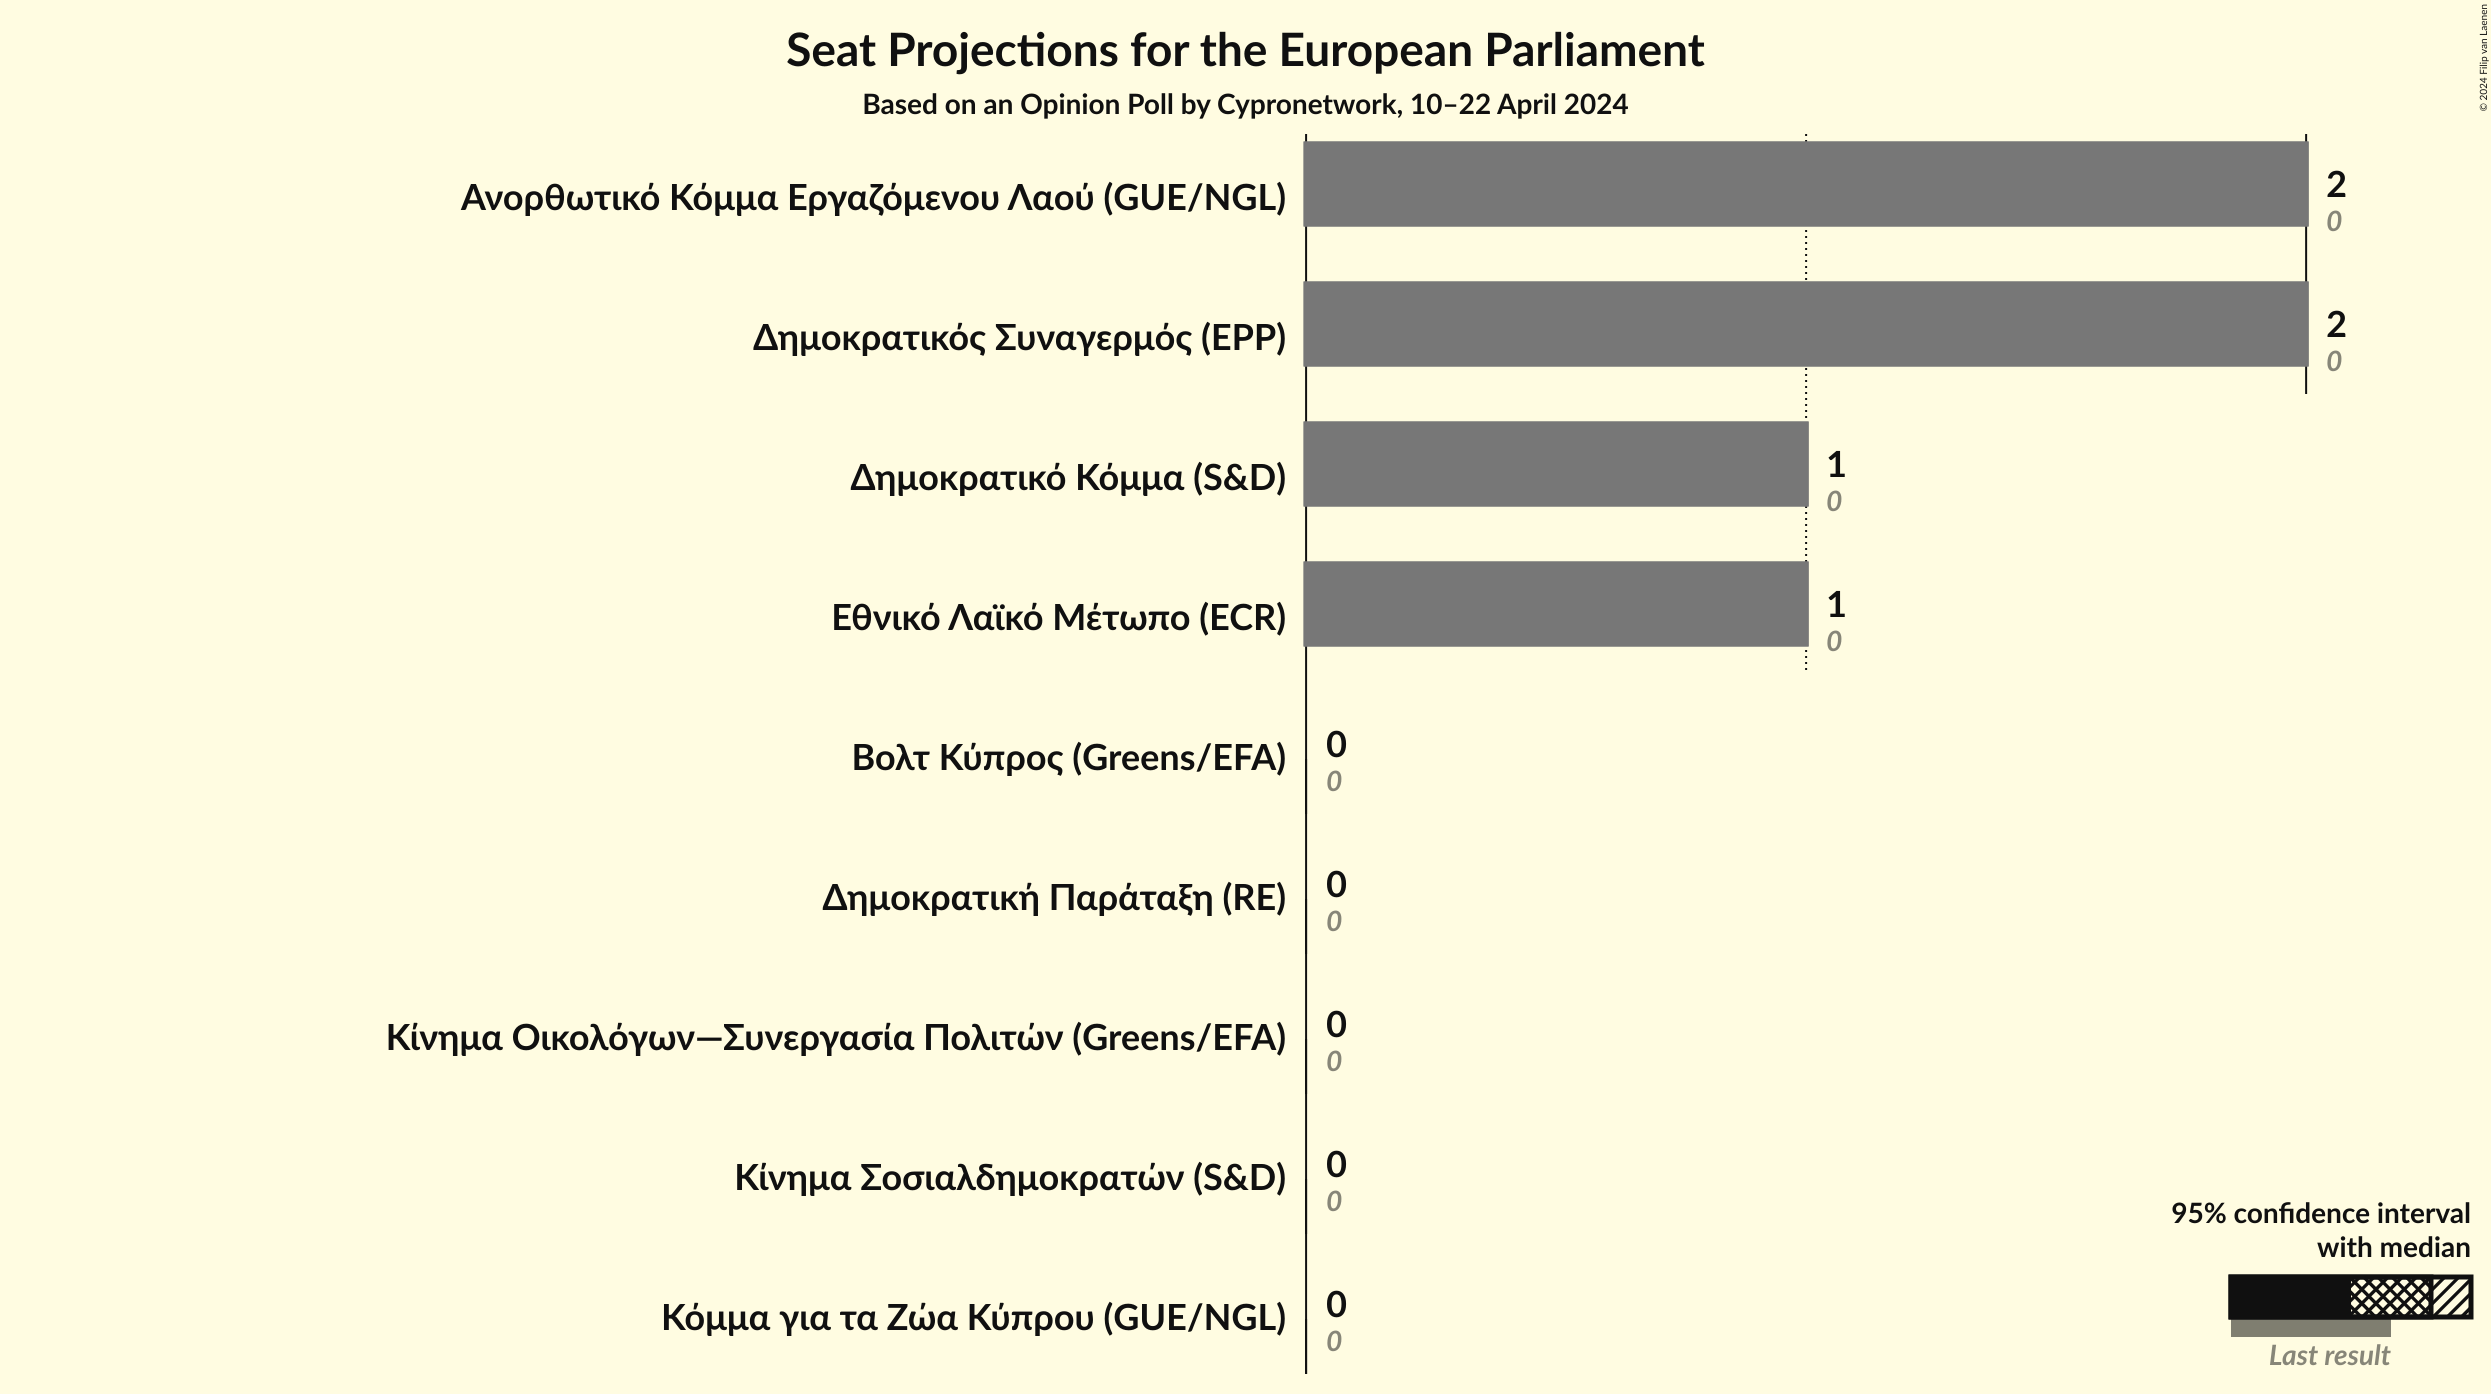 Seat Projections for the European Parliament
Based on an Opinion Poll by Cypronetwork, 10–22 April 2024
© 2024 Filip van Laenen
Ανορθωτικό Κόμμα Εργαζόμενου Λαού (GUE/NGL)
2
0
Δημοκρατικός Συναγερμός (EPP)
2
0
Δημοκρατικό Κόμμα (S&D)
1
0
Εθνικό Λαϊκό Μέτωπο (ECR)
1
0
Βολτ Κύπρος (Greens/EFA)
0
0
Δημοκρατική Παράταξη (RE)
0
0
Κίνημα Οικολόγων—Συνεργασία Πολιτών (Greens/EFA)
0
0
Κίνημα Σοσιαλδημοκρατών (S&D)
0
0
Κόμμα για τα Ζώα Κύπρου (GUE/NGL)
0
0
95% confidence interval
with median
Last result